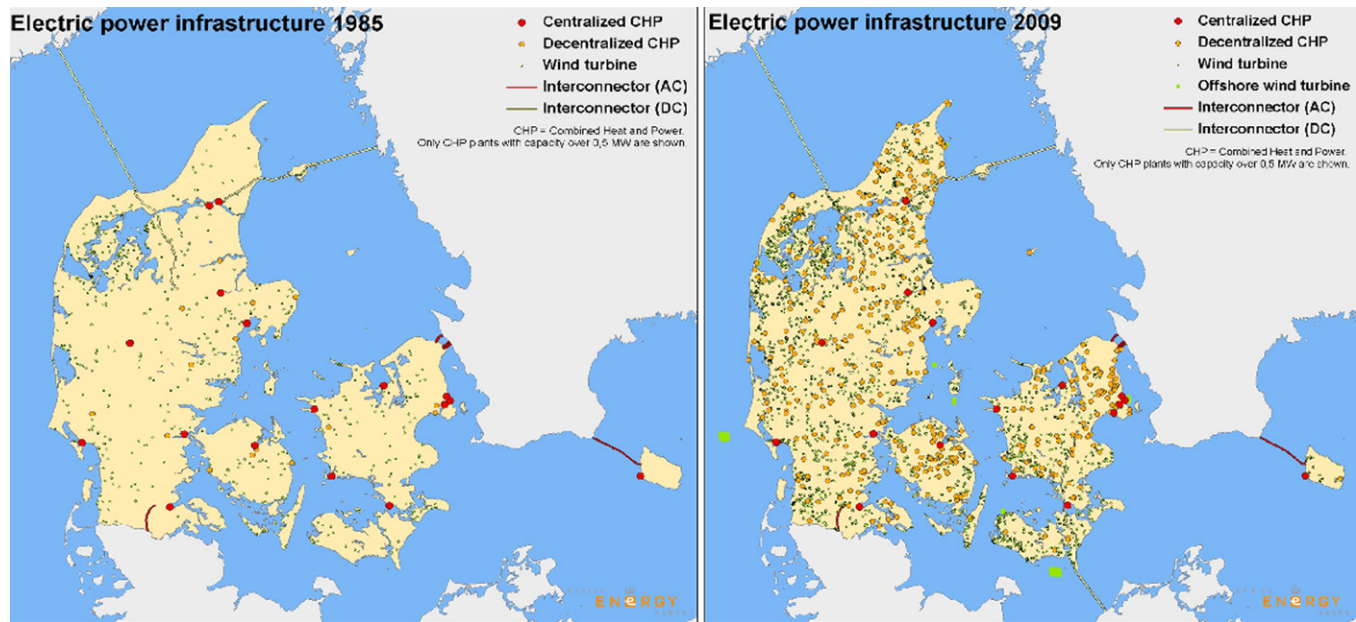 Electric power infrastructure 1985
Centralized CHP
Decentralized CHP
Wind turbine
Interconnector (AC)
Interconnector (DC)
CHP = Combined Heat and Power.
Only CHP plants with capacity over 0,5 MW are shown.
ENERGY
Electric power infrastructure 2009
Centralized CHP
Decentralized CHP
Wind turbine
Offshore wind turbine
Interconnector (AC)
Interconnector (DC)
CHP = Combined Heat and Power.
Only CHP plants with capacity over 0,5 MW are shown.
ENERGY